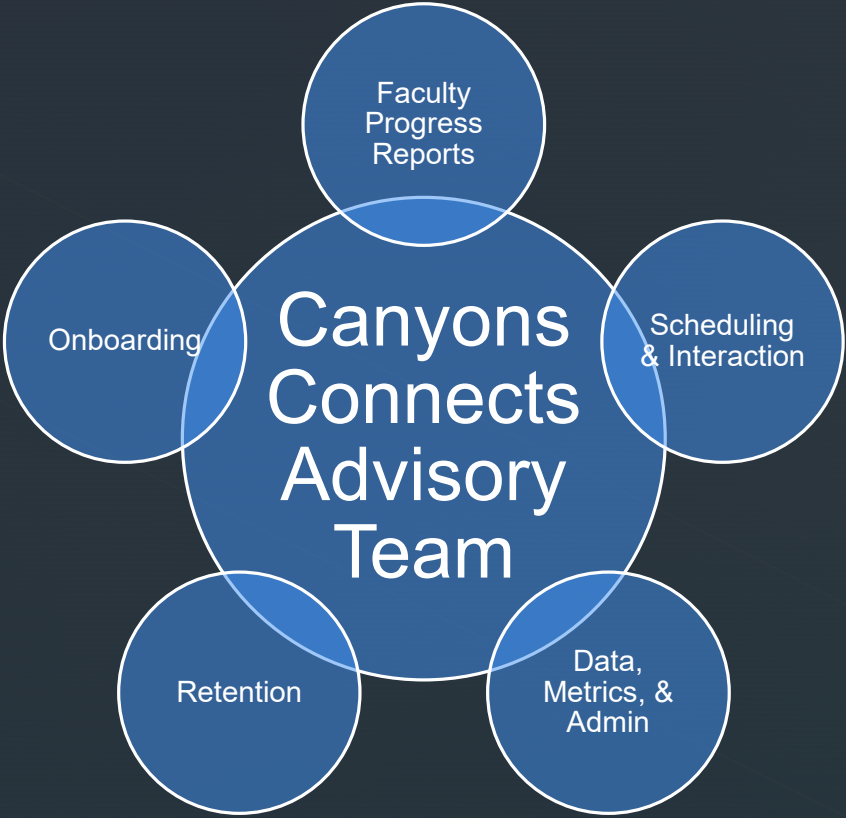 Faculty
Progress
Reports
Onboarding
Canyons
Connects
Advisory
Team
Scheduling
& Interaction
Retention
Data,
Metrics, &
Admin